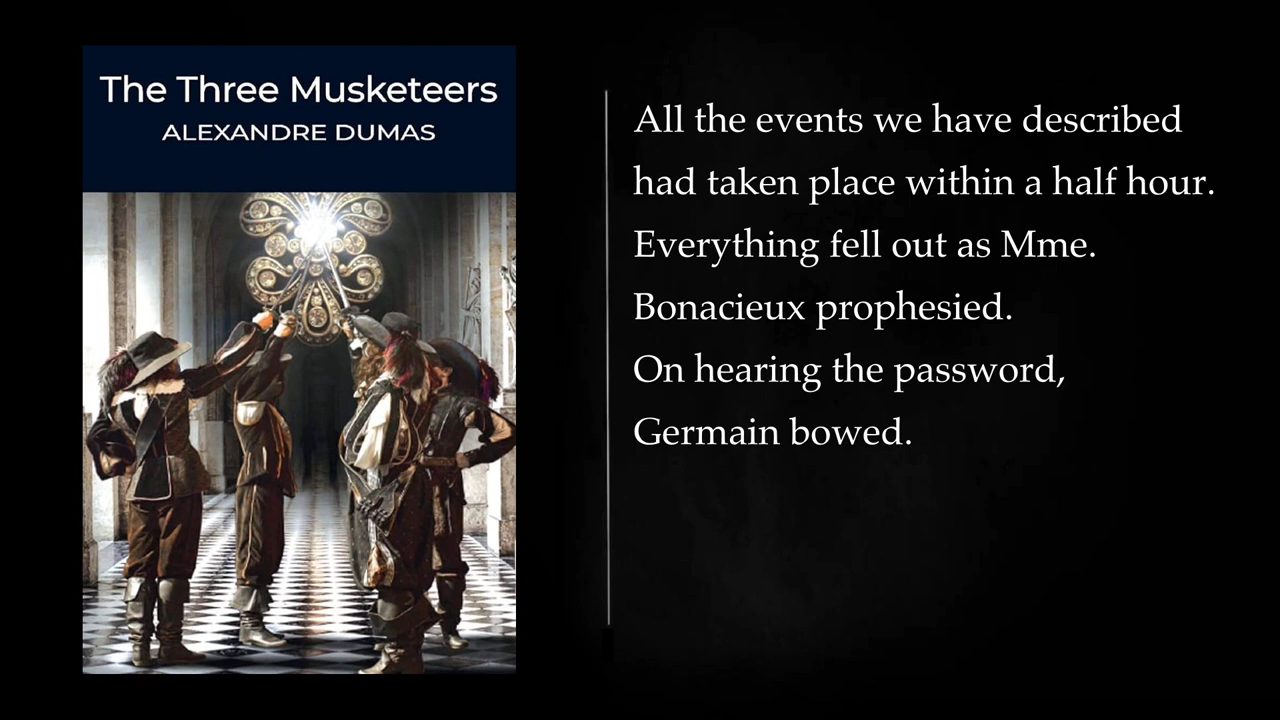 The Three Musketeers
ALEXANDRE DUMAS
All the events we have described
had taken place within a half hour.
Everything fell out as Mme.
Bonacieux prophesied.
On hearing the password,
Germain bowed.